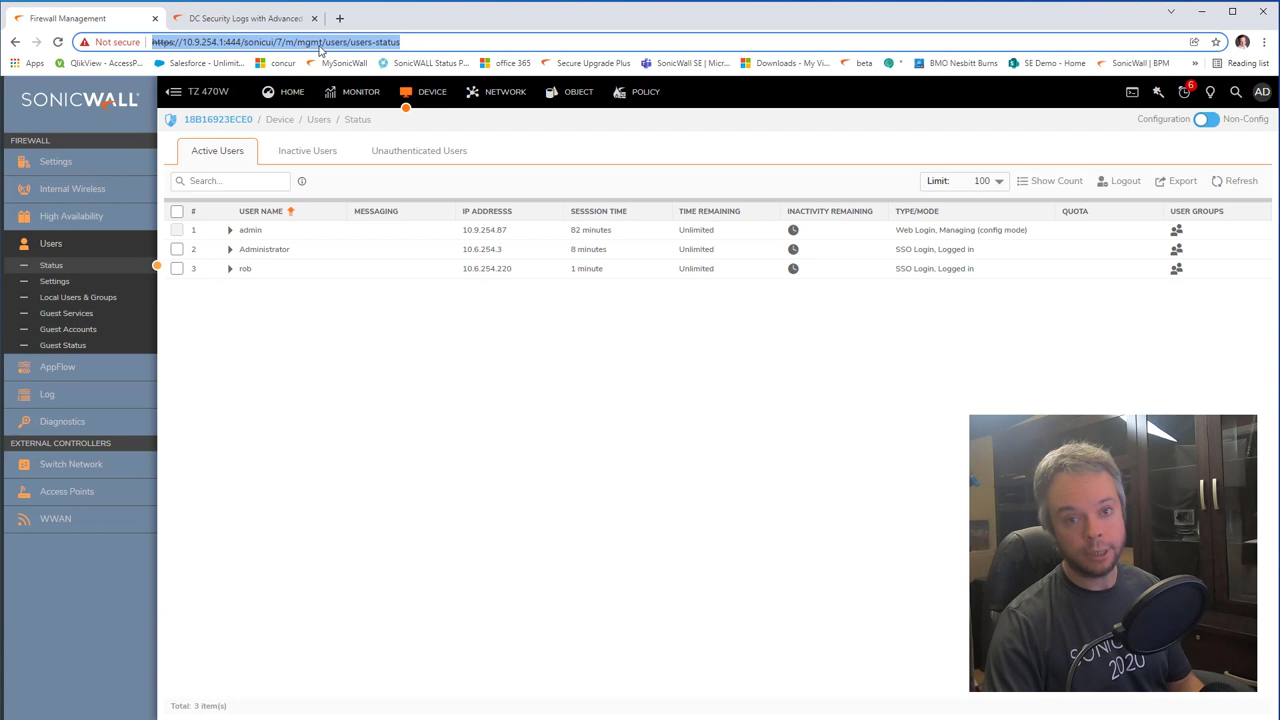 Firewall Management
DC Security Logs with Advanced
Not secure
https://10.9.254.1:444/sonicui/7/m/mgmt/users/users-status
Apps
QlikView - AccessP...
Salesforce - Unlimit...
concur
MySonicWall
SonicWALL Status P...
office 365
Secure Upgrade Plus
SonicWall SE | Micr...
Downloads - My Vi...
beta
BMO Nesbitt Burns
SE Demo - Home
SonicWall | BPM
»
Reading list
SONICWALL
TZ 470W
HOME
MONITOR
DEVICE
NETWORK
OBJECT
POLICY
6
AD
18B16923ECE0 / Device / Users / Status
Configuration
Non-Config
FIREWALL
Settings
Internal Wireless
High Availability
Users
Status
Settings
Local Users & Groups
Guest Services
Guest Accounts
Guest Status
AppFlow
Log
Diagnostics
EXTERNAL CONTROLLERS
Switch Network
Access Points
WWAN
Active Users
Inactive Users
Unauthenticated Users
Search...
Limit: 100
Show Count
Logout
Export
Refresh
# USER NAME MESSAGING IP ADDRESSS SESSSION TIME TIME REMAINING INACTIVITY REMAINING TYPE/MODE QUOTA USER GROUPS
1 admin 10.9.254.87 82 minutes Unlimited Web Login, Managing (config mode)
2 Administrator 10.6.254.3 8 minutes Unlimited SSO Login, Logged in
3 rob 10.6.254.220 1 minute Unlimited SSO Login, Logged in
Total: 3 item(s)
2020